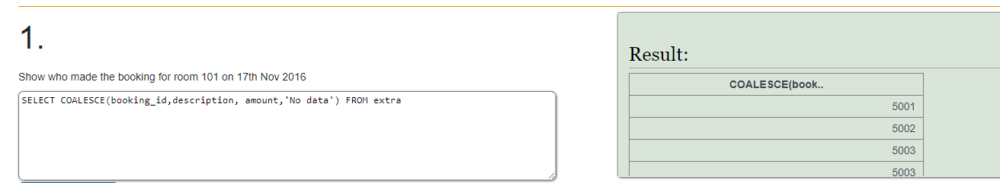 1.
Show who made the booking for room 101 on 17th Nov 2016
SELECT COALESCE(booking_id,description, amount,'No data') FROM extra
Result:
COALESCE(book..
5001
5002
5003
5003